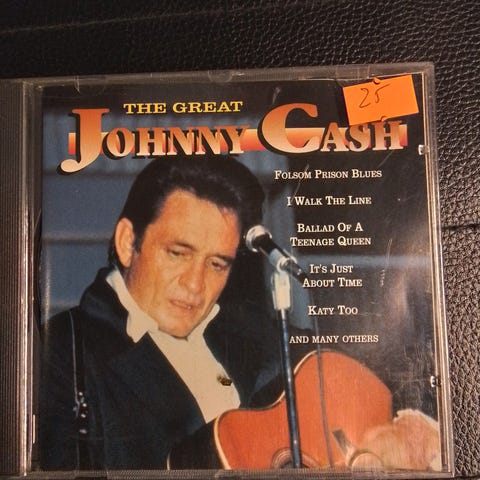 THE GREAT
JOHNNY CASH
25
FOLSOM PRISON BLUES
I WALK THE LINE
BALLAD OF A
TEENAGE QUEEN
IT'S JUST
ABOUT TIME
KATY TOO
AND MANY OTHERS